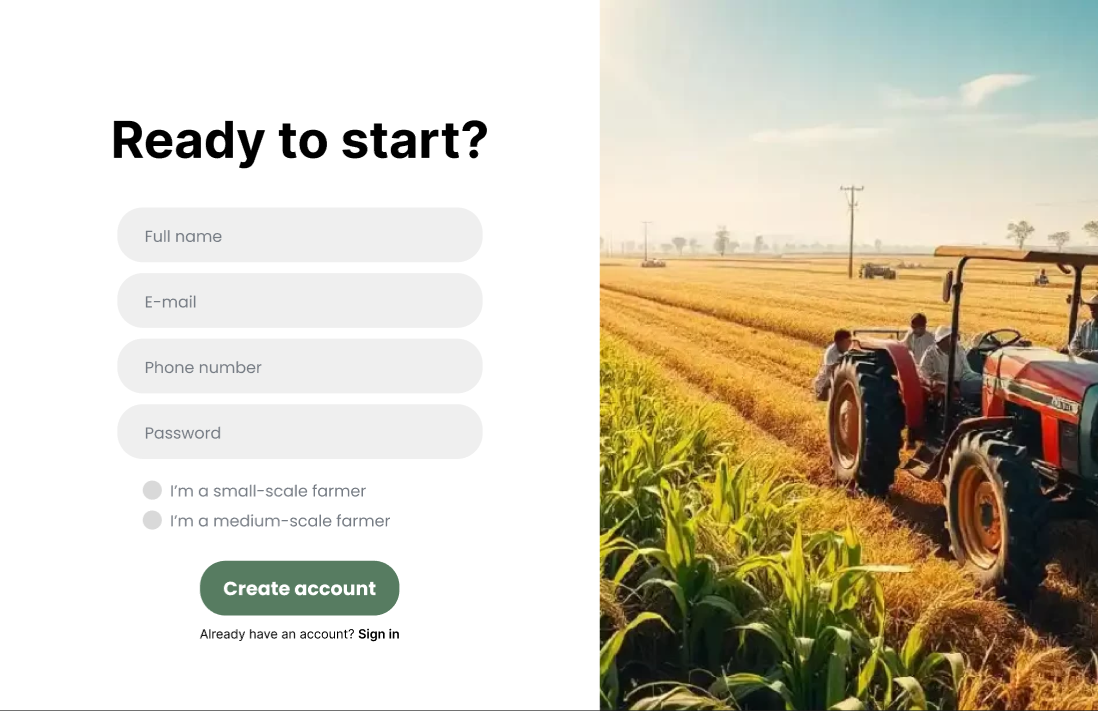 Ready to start?
Full name
E-mail
Phone number
Password
I'm a small-scale farmer
I'm a medium-scale farmer
Create account
Already have an account? Sign in